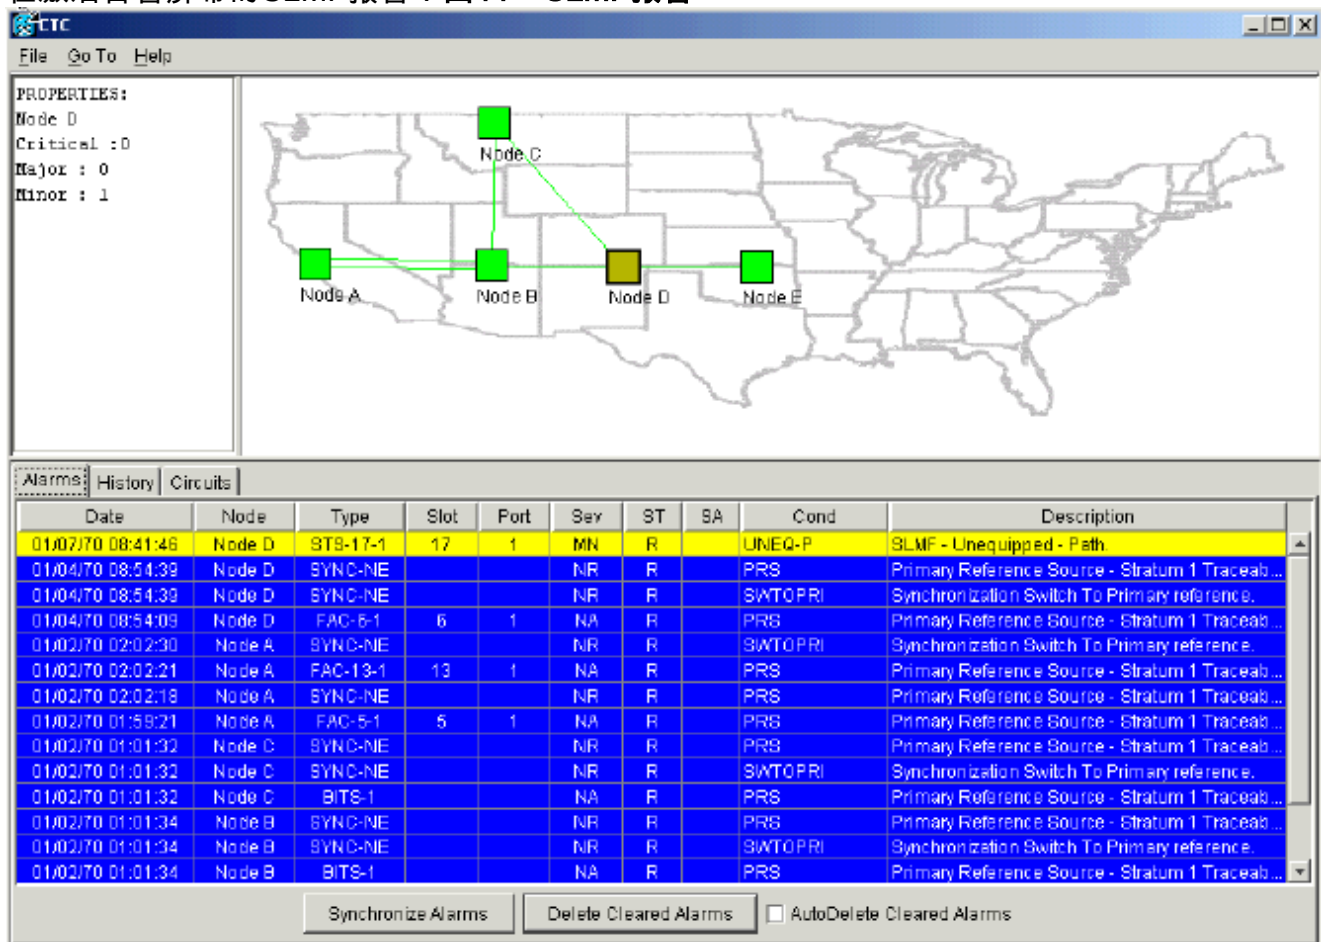 CTC
File Go To Help
PROPERTIES:
Node D
Critical :0
Major : 0
Minor : 1
Node C
Node A
Node B
Node D
Node E
Alarms History Circuits
Date Node Type Slot Port Sev ST SA Cond Description
01/07/70 08:41:46 Node D STS-17-1 17 1 MN R UNEQ-P SLMF - Unequipped - Path.
01/04/70 08:54:39 Node D SYNC-NE NR R PRS Primary Reference Source - Stratum 1 Traceab...
01/04/70 08:54:39 Node D SYNC-NE NR R SWTOPRI Synchronization Switch To Primary reference.
01/04/70 08:54:09 Node D FAC-6-1 6 1 NA R PRS Primary Reference Source - Stratum 1 Traceab...
01/02/70 02:02:30 Node A SYNC-NE NR R SWTOPRI Synchronization Switch To Primary reference.
01/02/70 02:02:21 Node A FAC-13-1 13 1 NA R PRS Primary Reference Source - Stratum 1 Traceab...
01/02/70 02:02:18 Node A SYNC-NE NR R PRS Primary Reference Source - Stratum 1 Traceab...
01/02/70 01:59:21 Node A FAC-5-1 5 1 NA R PRS Primary Reference Source - Stratum 1 Traceab...
01/02/70 01:01:32 Node C SYNC-NE NR R PRS Primary Reference Source - Stratum 1 Traceab...
01/02/70 01:01:32 Node C SYNC-NE NR R SWTOPRI Synchronization Switch To Primary reference.
01/02/70 01:01:32 Node C BITS-1 NA R PRS Primary Reference Source - Stratum 1 Traceab...
01/02/70 01:01:34 Node B SYNC-NE NR R PRS Primary Reference Source - Stratum 1 Traceab...
01/02/70 01:01:34 Node B SYNC-NE NR R SWTOPRI Synchronization Switch To Primary reference.
01/02/70 01:01:34 Node B BITS-1 NA R PRS Primary Reference Source - Stratum 1 Traceab...
Synchronize Alarms Delete Cleared Alarms AutoDelete Cleared Alarms